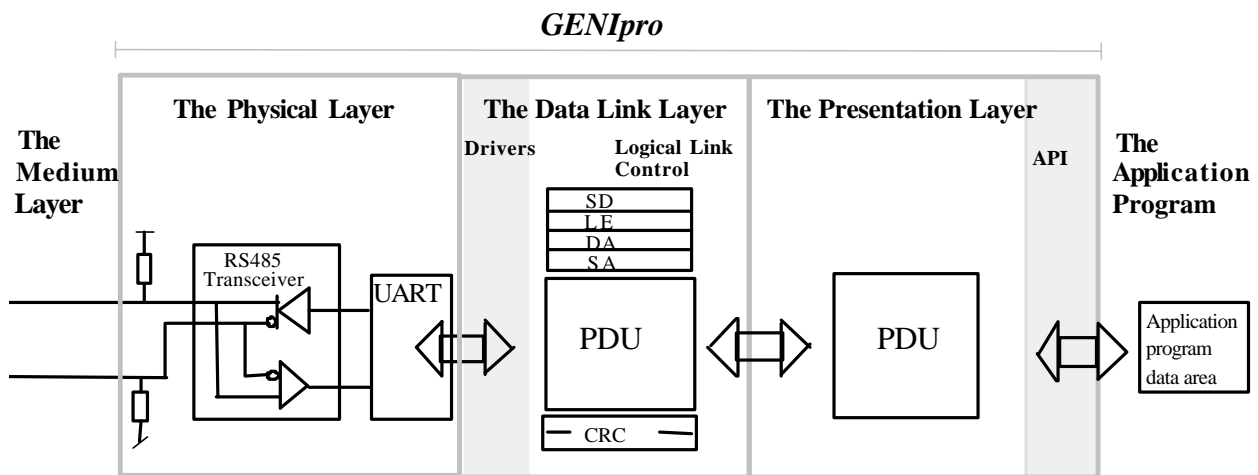 GENIpro
The Physical Layer
The Data Link Layer
The Presentation Layer
The
Medium
Layer
Drivers
Logical Link
Control
API
The
Application
Program
SD
LE
DA
SA
RS485
Transceiver
UART
PDU
PDU
Application
program
data area
CRC